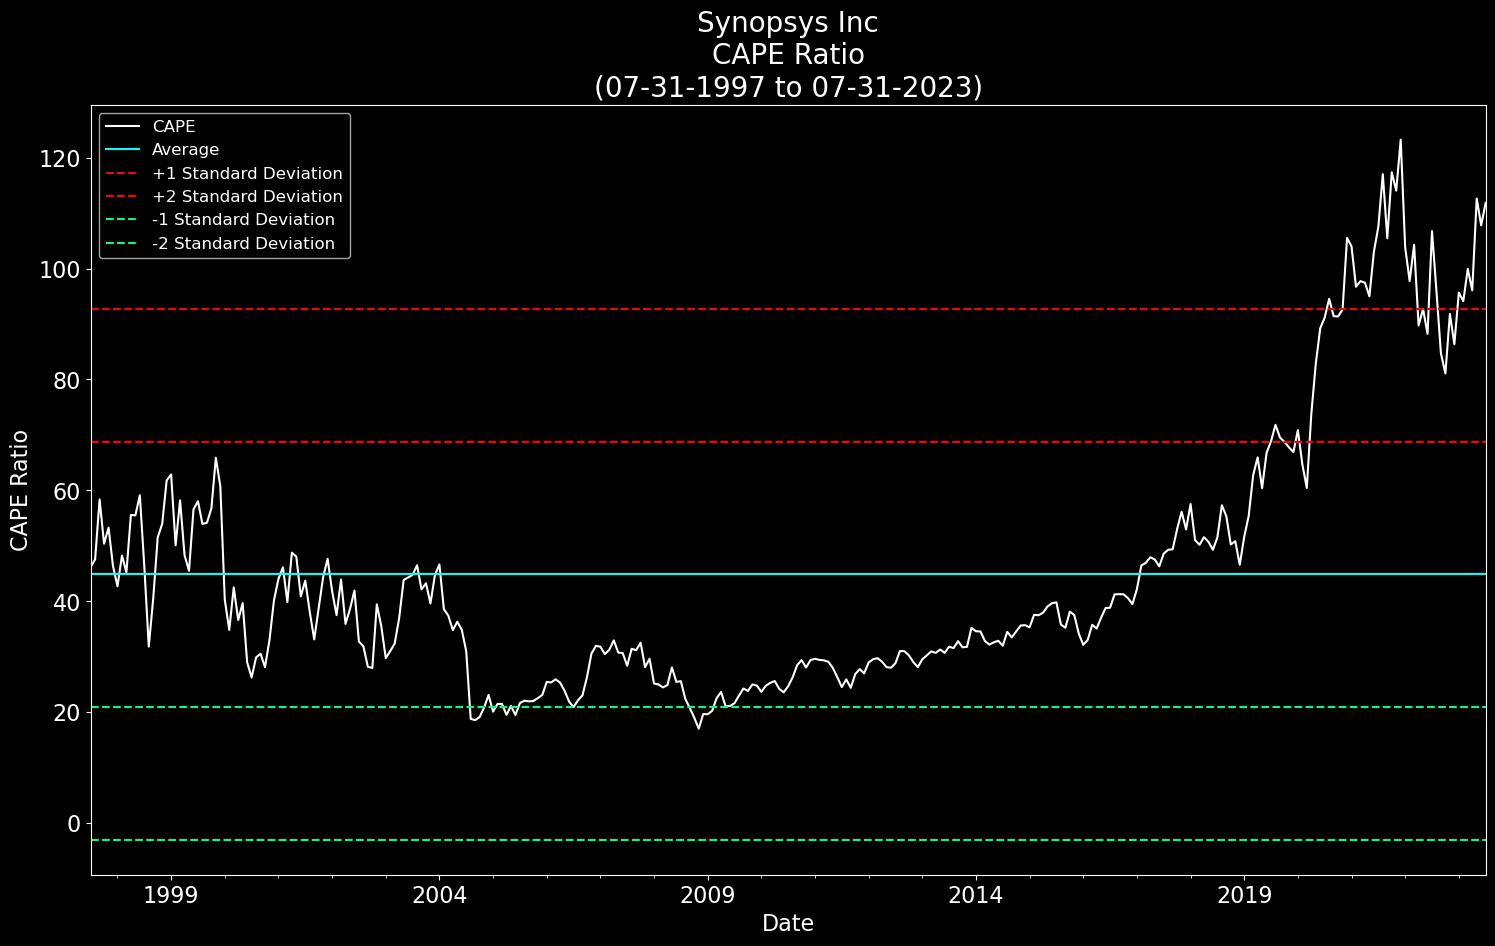 Synopsys Inc
CAPE Ratio
(07-31-1997 to 07-31-2023)
CAPE
Average
+1 Standard Deviation
+2 Standard Deviation
-1 Standard Deviation
-2 Standard Deviation
CAPE Ratio
120
100
80
60
40
20
0
1999
2004
2009
2014
2019
Date